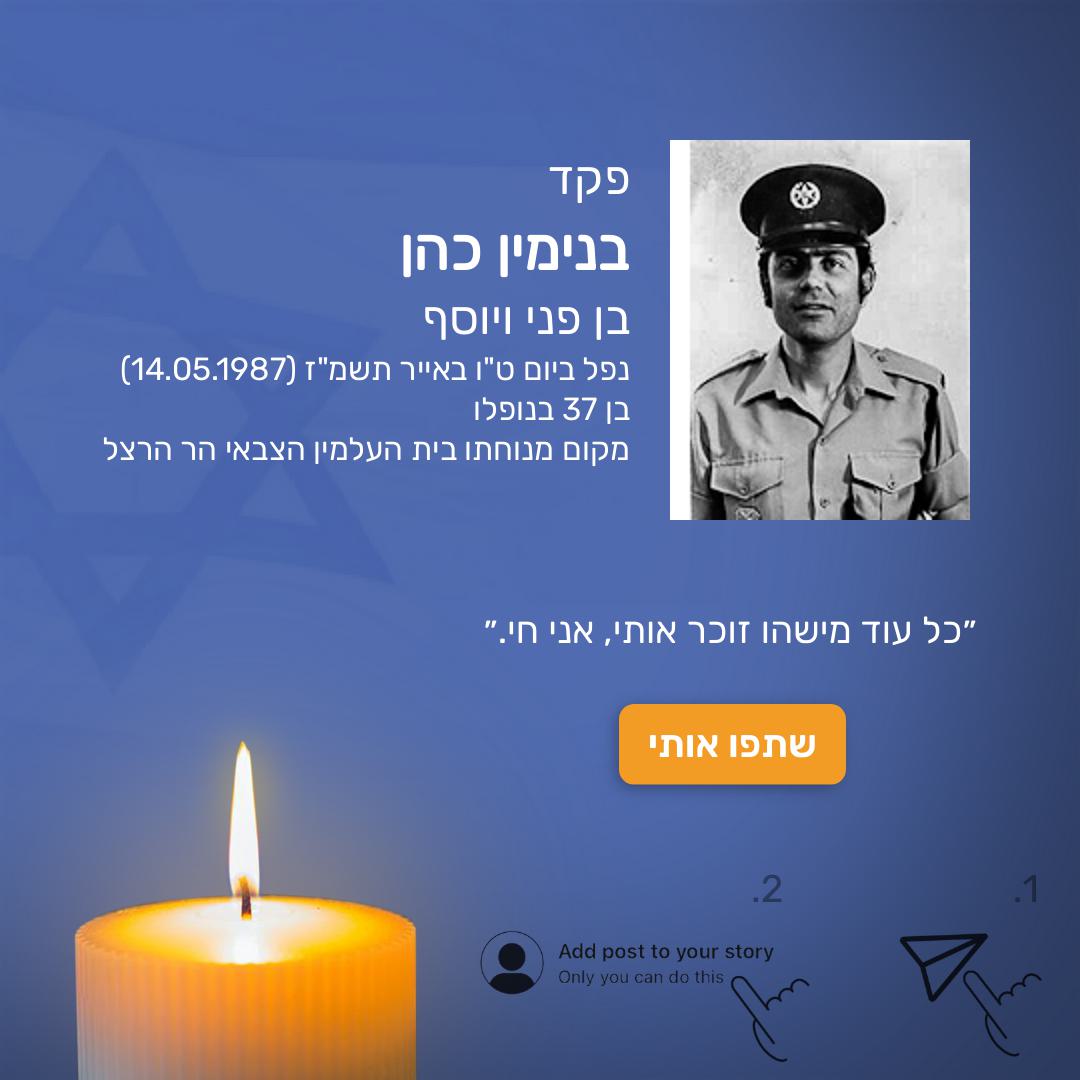 פקד
בנימין כהן
בן פני ויוסף
נפל ביום ט"ו באייר תשמ"ז (14.05.1987)
בן 37 בנופלו
מקום מנוחתו בית העלמין הצבאי הר הרצל
״כל עוד מישהו זוכר אותי, אני חי.״
שתפו אותי
.1
.2
Add post to your story
Only you can do this